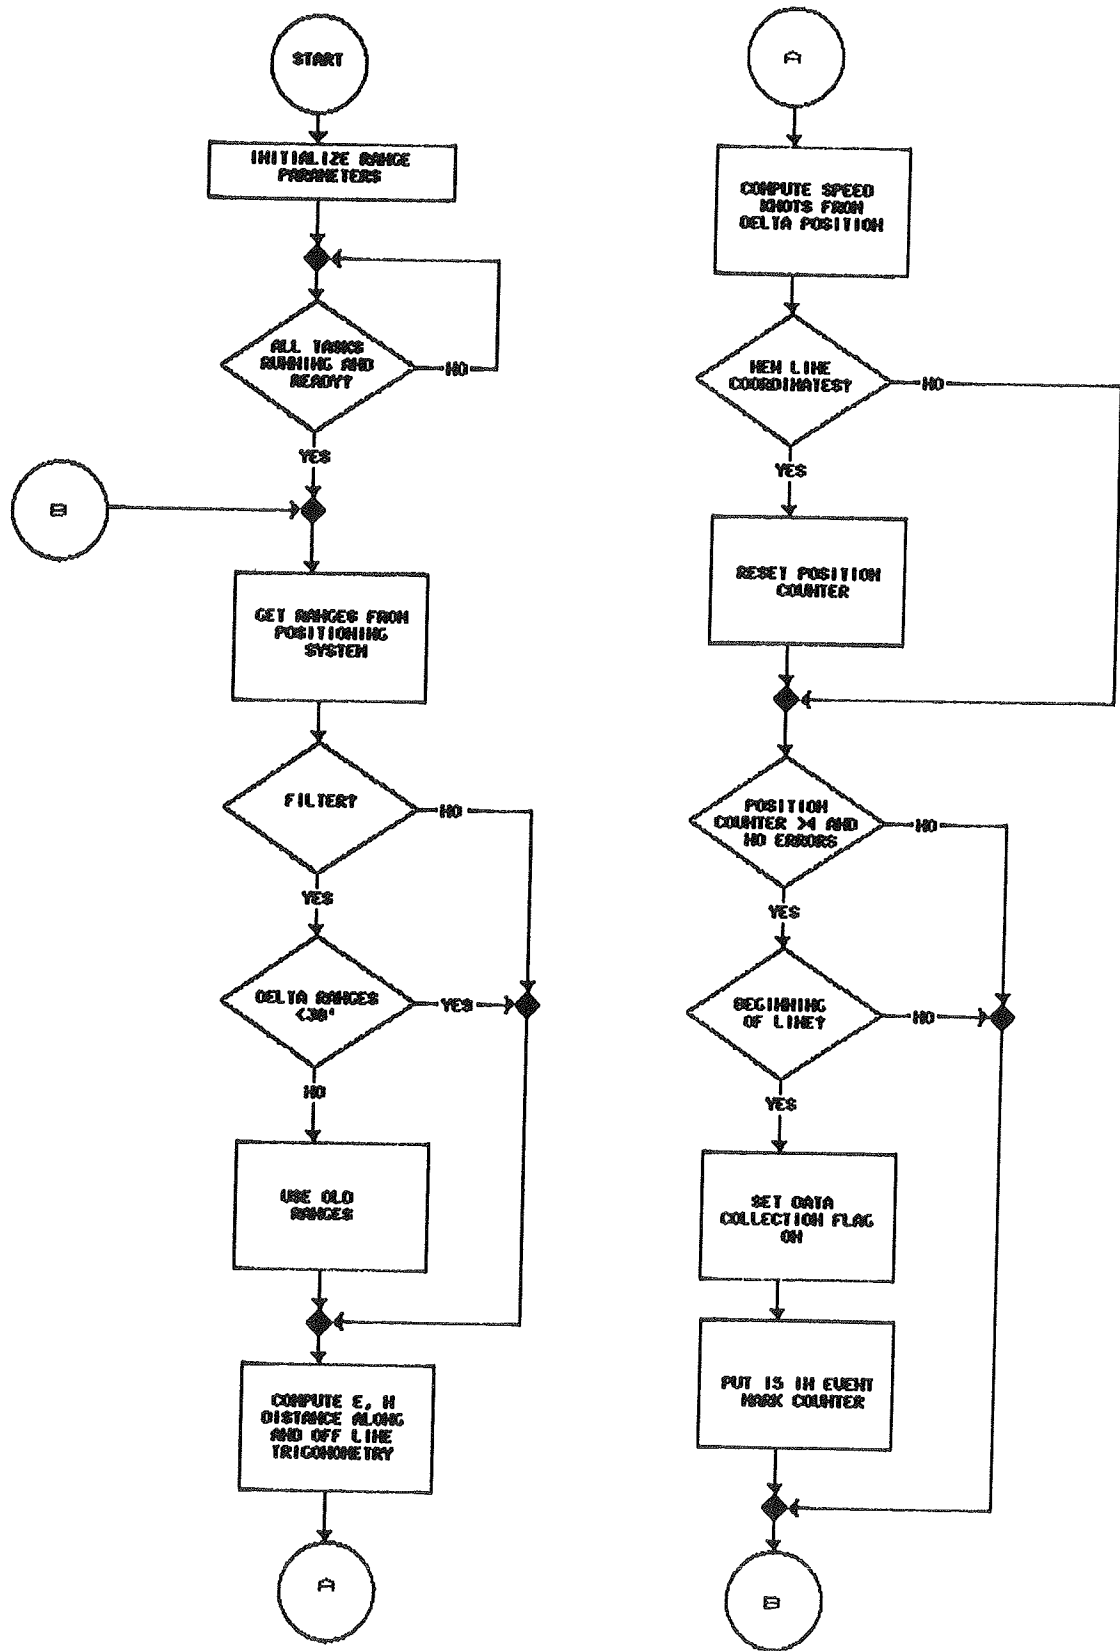 START
INITIALIZE RANGE
PARAMETERS
ALL TASKS
RUNNING AND
READY?
NO
YES
B
GET RANGES FROM
POSITIONING
SYSTEM
FILTER?
NO
YES
DELTA RANGES
<30'
YES
NO
USE OLD
RANGES
COMPUTE E, N
DISTANCE ALONG
AND OFF LINE
TRIGONOMETRY
A
A
COMPUTE SPEED
KNOTS FROM
DELTA POSITION
NEW LINE
COORDINATES?
NO
YES
RESET POSITION
COUNTER
POSITION
COUNTER >4 AND
NO ERRORS
NO
YES
BEGINNING
OF LINE?
NO
YES
SET DATA
COLLECTION FLAG
ON
PUT 15 IN EVENT
MARK COUNTER
B